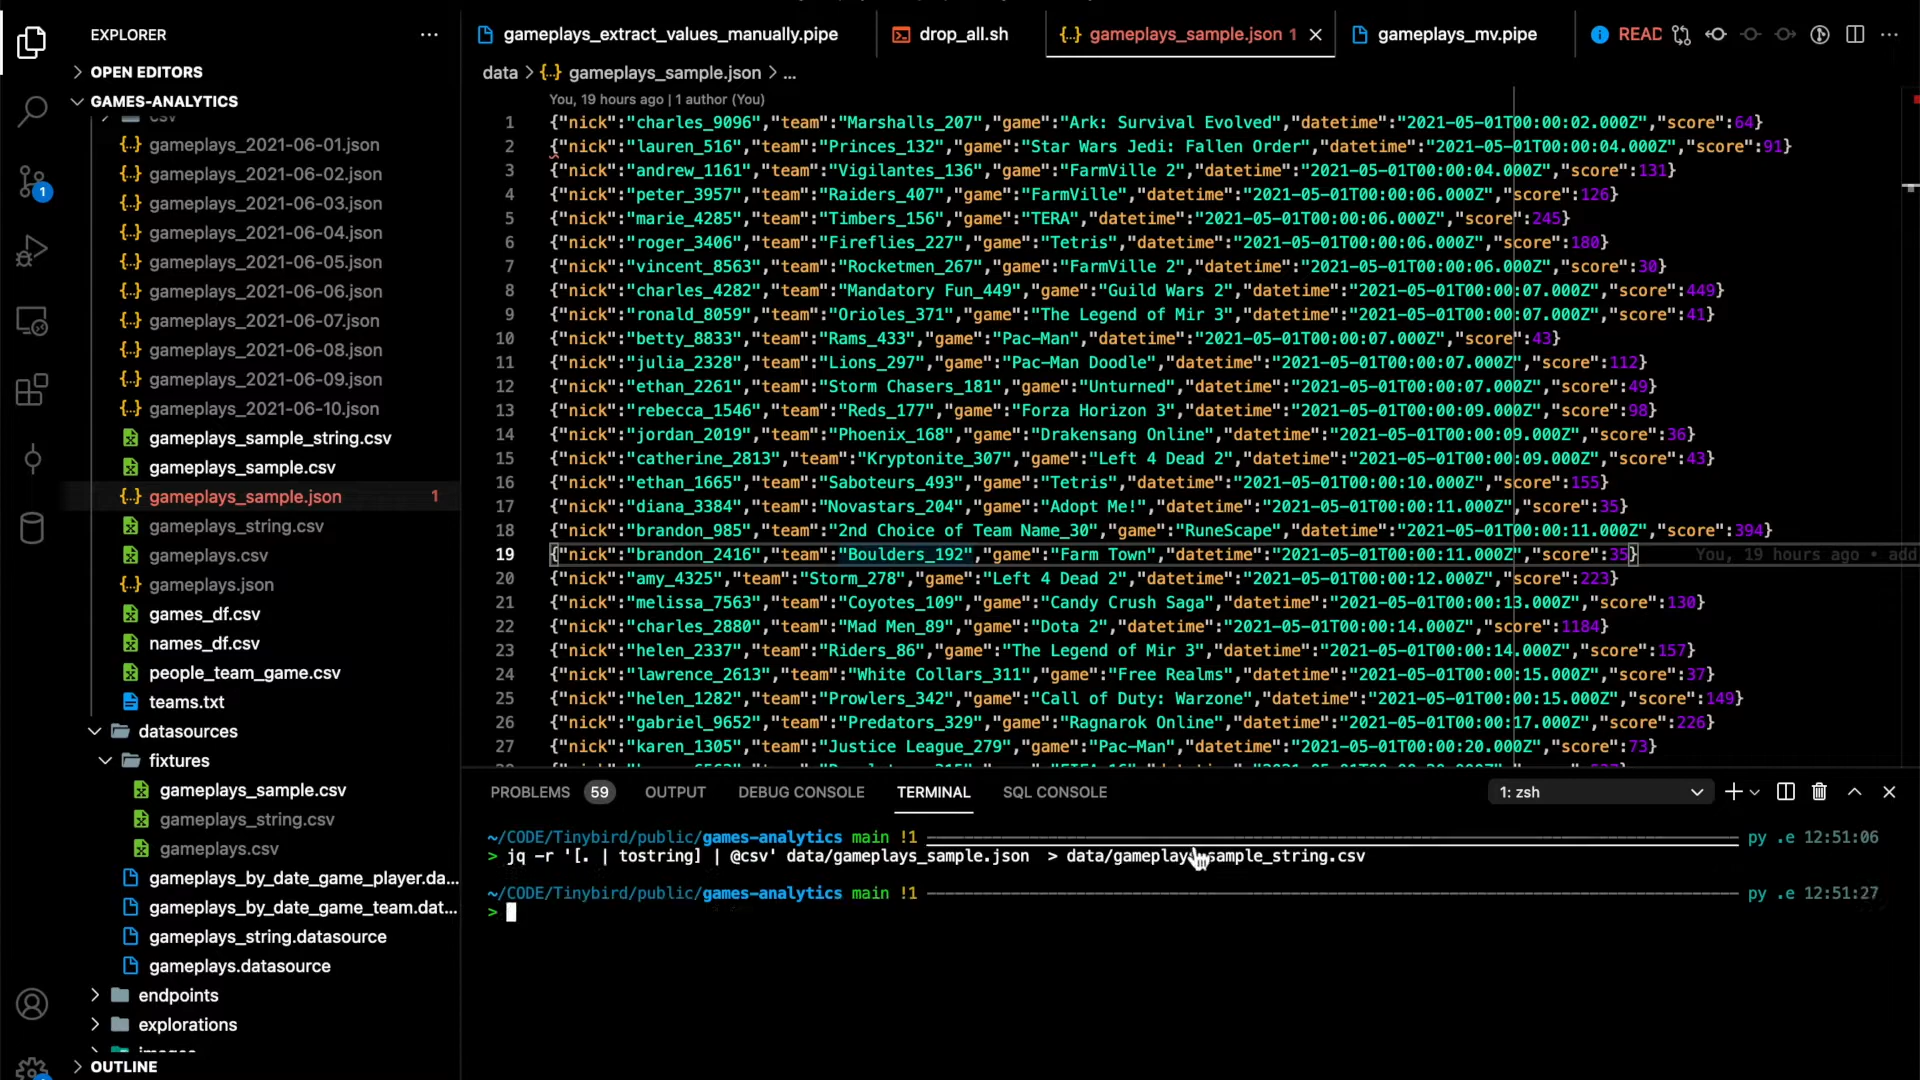 EXPLORER
OPEN EDITORS
GAMES-ANALYTICS
csv
gameplays_2021-06-01.json
gameplays_2021-06-02.json
gameplays_2021-06-03.json
gameplays_2021-06-04.json
gameplays_2021-06-05.json
gameplays_2021-06-06.json
gameplays_2021-06-07.json
gameplays_2021-06-08.json
gameplays_2021-06-09.json
gameplays_2021-06-10.json
gameplays_sample_string.csv
gameplays_sample.csv
gameplays_sample.json 1
gameplays_string.csv
gameplays.csv
gameplays.json
games_df.csv
names_df.csv
people_team_game.csv
teams.txt
datasources
fixtures
gameplays_sample.csv
gameplays_string.csv
gameplays.csv
gameplays_by_date_game_player.da...
gameplays_by_date_game_team.dat...
gameplays_string.datasource
gameplays.datasource
endpoints
explorations
images
OUTLINE
1
gameplays_extract_values_manually.pipe drop_all.sh gameplays_sample.json 1 gameplays_mv.pipe READ
data > gameplays_sample.json > ...
You, 19 hours ago | 1 author (You)
1 {"nick":"charles_9096","team":"Marshalls_207","game":"Ark: Survival Evolved","datetime":"2021-05-01T00:00:02.000Z","score":64}
2 {"nick":"lauren_516","team":"Princes_132","game":"Star Wars Jedi: Fallen Order","datetime":"2021-05-01T00:00:04.000Z","score":91}
3 {"nick":"andrew_1161","team":"Vigilantes_136","game":"FarmVille 2","datetime":"2021-05-01T00:00:04.000Z","score":131}
4 {"nick":"peter_3957","team":"Raiders_407","game":"FarmVille","datetime":"2021-05-01T00:00:06.000Z","score":126}
5 {"nick":"marie_4285","team":"Timbers_156","game":"TERA","datetime":"2021-05-01T00:00:06.000Z","score":245}
6 {"nick":"roger_3406","team":"Fireflies_227","game":"Tetris","datetime":"2021-05-01T00:00:06.000Z","score":180}
7 {"nick":"vincent_8563","team":"Rocketmen_267","game":"FarmVille 2","datetime":"2021-05-01T00:00:06.000Z","score":30}
8 {"nick":"charles_4282","team":"Mandatory Fun_449","game":"Guild Wars 2","datetime":"2021-05-01T00:00:07.000Z","score":449}
9 {"nick":"ronald_8059","team":"Orioles_371","game":"The Legend of Mir 3","datetime":"2021-05-01T00:00:07.000Z","score":41}
10 {"nick":"betty_8833","team":"Rams_433","game":"Pac-Man","datetime":"2021-05-01T00:00:07.000Z","score":43}
11 {"nick":"julia_2328","team":"Lions_297","game":"Pac-Man Doodle","datetime":"2021-05-01T00:00:07.000Z","score":112}
12 {"nick":"ethan_2261","team":"Storm Chasers_181","game":"Unturned","datetime":"2021-05-01T00:00:07.000Z","score":49}
13 {"nick":"rebecca_1546","team":"Reds_177","game":"Forza Horizon 3","datetime":"2021-05-01T00:00:09.000Z","score":98}
14 {"nick":"jordan_2019","team":"Phoenix_168","game":"Drakensang Online","datetime":"2021-05-01T00:00:09.000Z","score":36}
15 {"nick":"catherine_2813","team":"Kryptonite_307","game":"Left 4 Dead 2","datetime":"2021-05-01T00:00:09.000Z","score":43}
16 {"nick":"ethan_1665","team":"Saboteurs_493","game":"Tetris","datetime":"2021-05-01T00:00:10.000Z","score":155}
17 {"nick":"diana_3384","team":"Novastars_204","game":"Adopt Me!","datetime":"2021-05-01T00:00:11.000Z","score":35}
18 {"nick":"brandon_985","team":"2nd Choice of Team Name_30","game":"RuneScape","datetime":"2021-05-01T00:00:11.000Z","score":394}
19 {"nick":"brandon_2416","team":"Boulders_192","game":"Farm Town","datetime":"2021-05-01T00:00:11.000Z","score":35} You, 19 hours ago • add
20 {"nick":"amy_4325","team":"Storm_278","game":"Left 4 Dead 2","datetime":"2021-05-01T00:00:12.000Z","score":223}
21 {"nick":"melissa_7563","team":"Coyotes_109","game":"Candy Crush Saga","datetime":"2021-05-01T00:00:13.000Z","score":130}
22 {"nick":"charles_2880","team":"Mad Men_89","game":"Dota 2","datetime":"2021-05-01T00:00:14.000Z","score":1184}
23 {"nick":"helen_2337","team":"Riders_86","game":"The Legend of Mir 3","datetime":"2021-05-01T00:00:14.000Z","score":157}
24 {"nick":"lawrence_2613","team":"White Collars_311","game":"Free Realms","datetime":"2021-05-01T00:00:15.000Z","score":37}
25 {"nick":"helen_1282","team":"Prowlers_342","game":"Call of Duty: Warzone","datetime":"2021-05-01T00:00:15.000Z","score":149}
26 {"nick":"gabriel_9652","team":"Predators_329","game":"Ragnarok Online","datetime":"2021-05-01T00:00:17.000Z","score":226}
27 {"nick":"karen_1305","team":"Justice League_279","game":"Pac-Man","datetime":"2021-05-01T00:00:20.000Z","score":73}
PROBLEMS 59 OUTPUT DEBUG CONSOLE TERMINAL SQL CONSOLE 1: zsh
~/CODE/Tinybird/public/games-analytics main !1 py .e 12:51:06
> jq -r '[. | tostring] | @csv' data/gameplays_sample.json > data/gameplays_sample_string.csv
~/CODE/Tinybird/public/games-analytics main !1 py .e 12:51:27
>